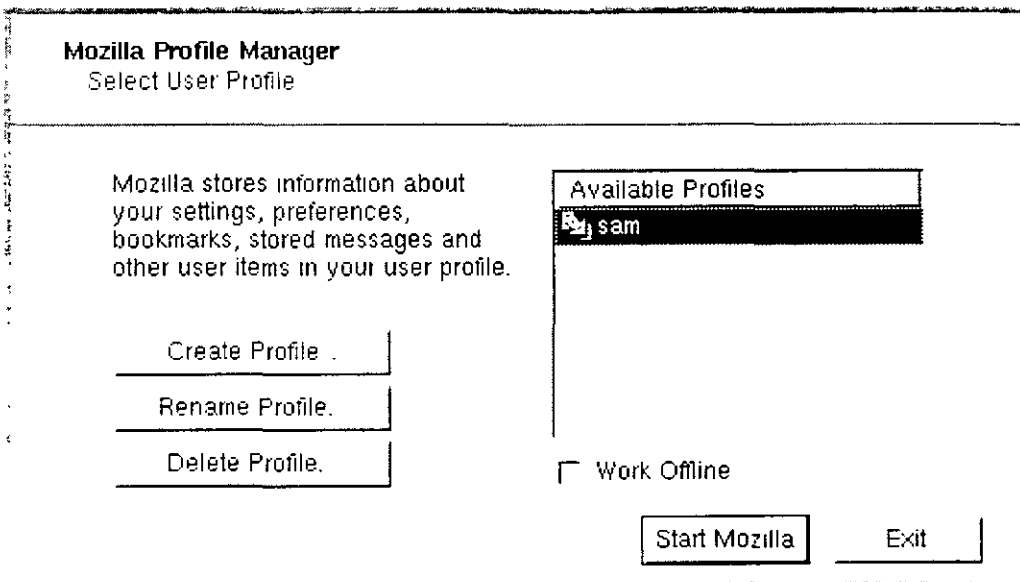 Mozilla Profile Manager
Select User Profile
Mozilla stores information about
your settings, preferences,
bookmarks, stored messages and
other user items in your user profile.
Available Profiles
sam
Create Profile .
Rename Profile.
Delete Profile.
Work Offline
Start Mozilla
Exit